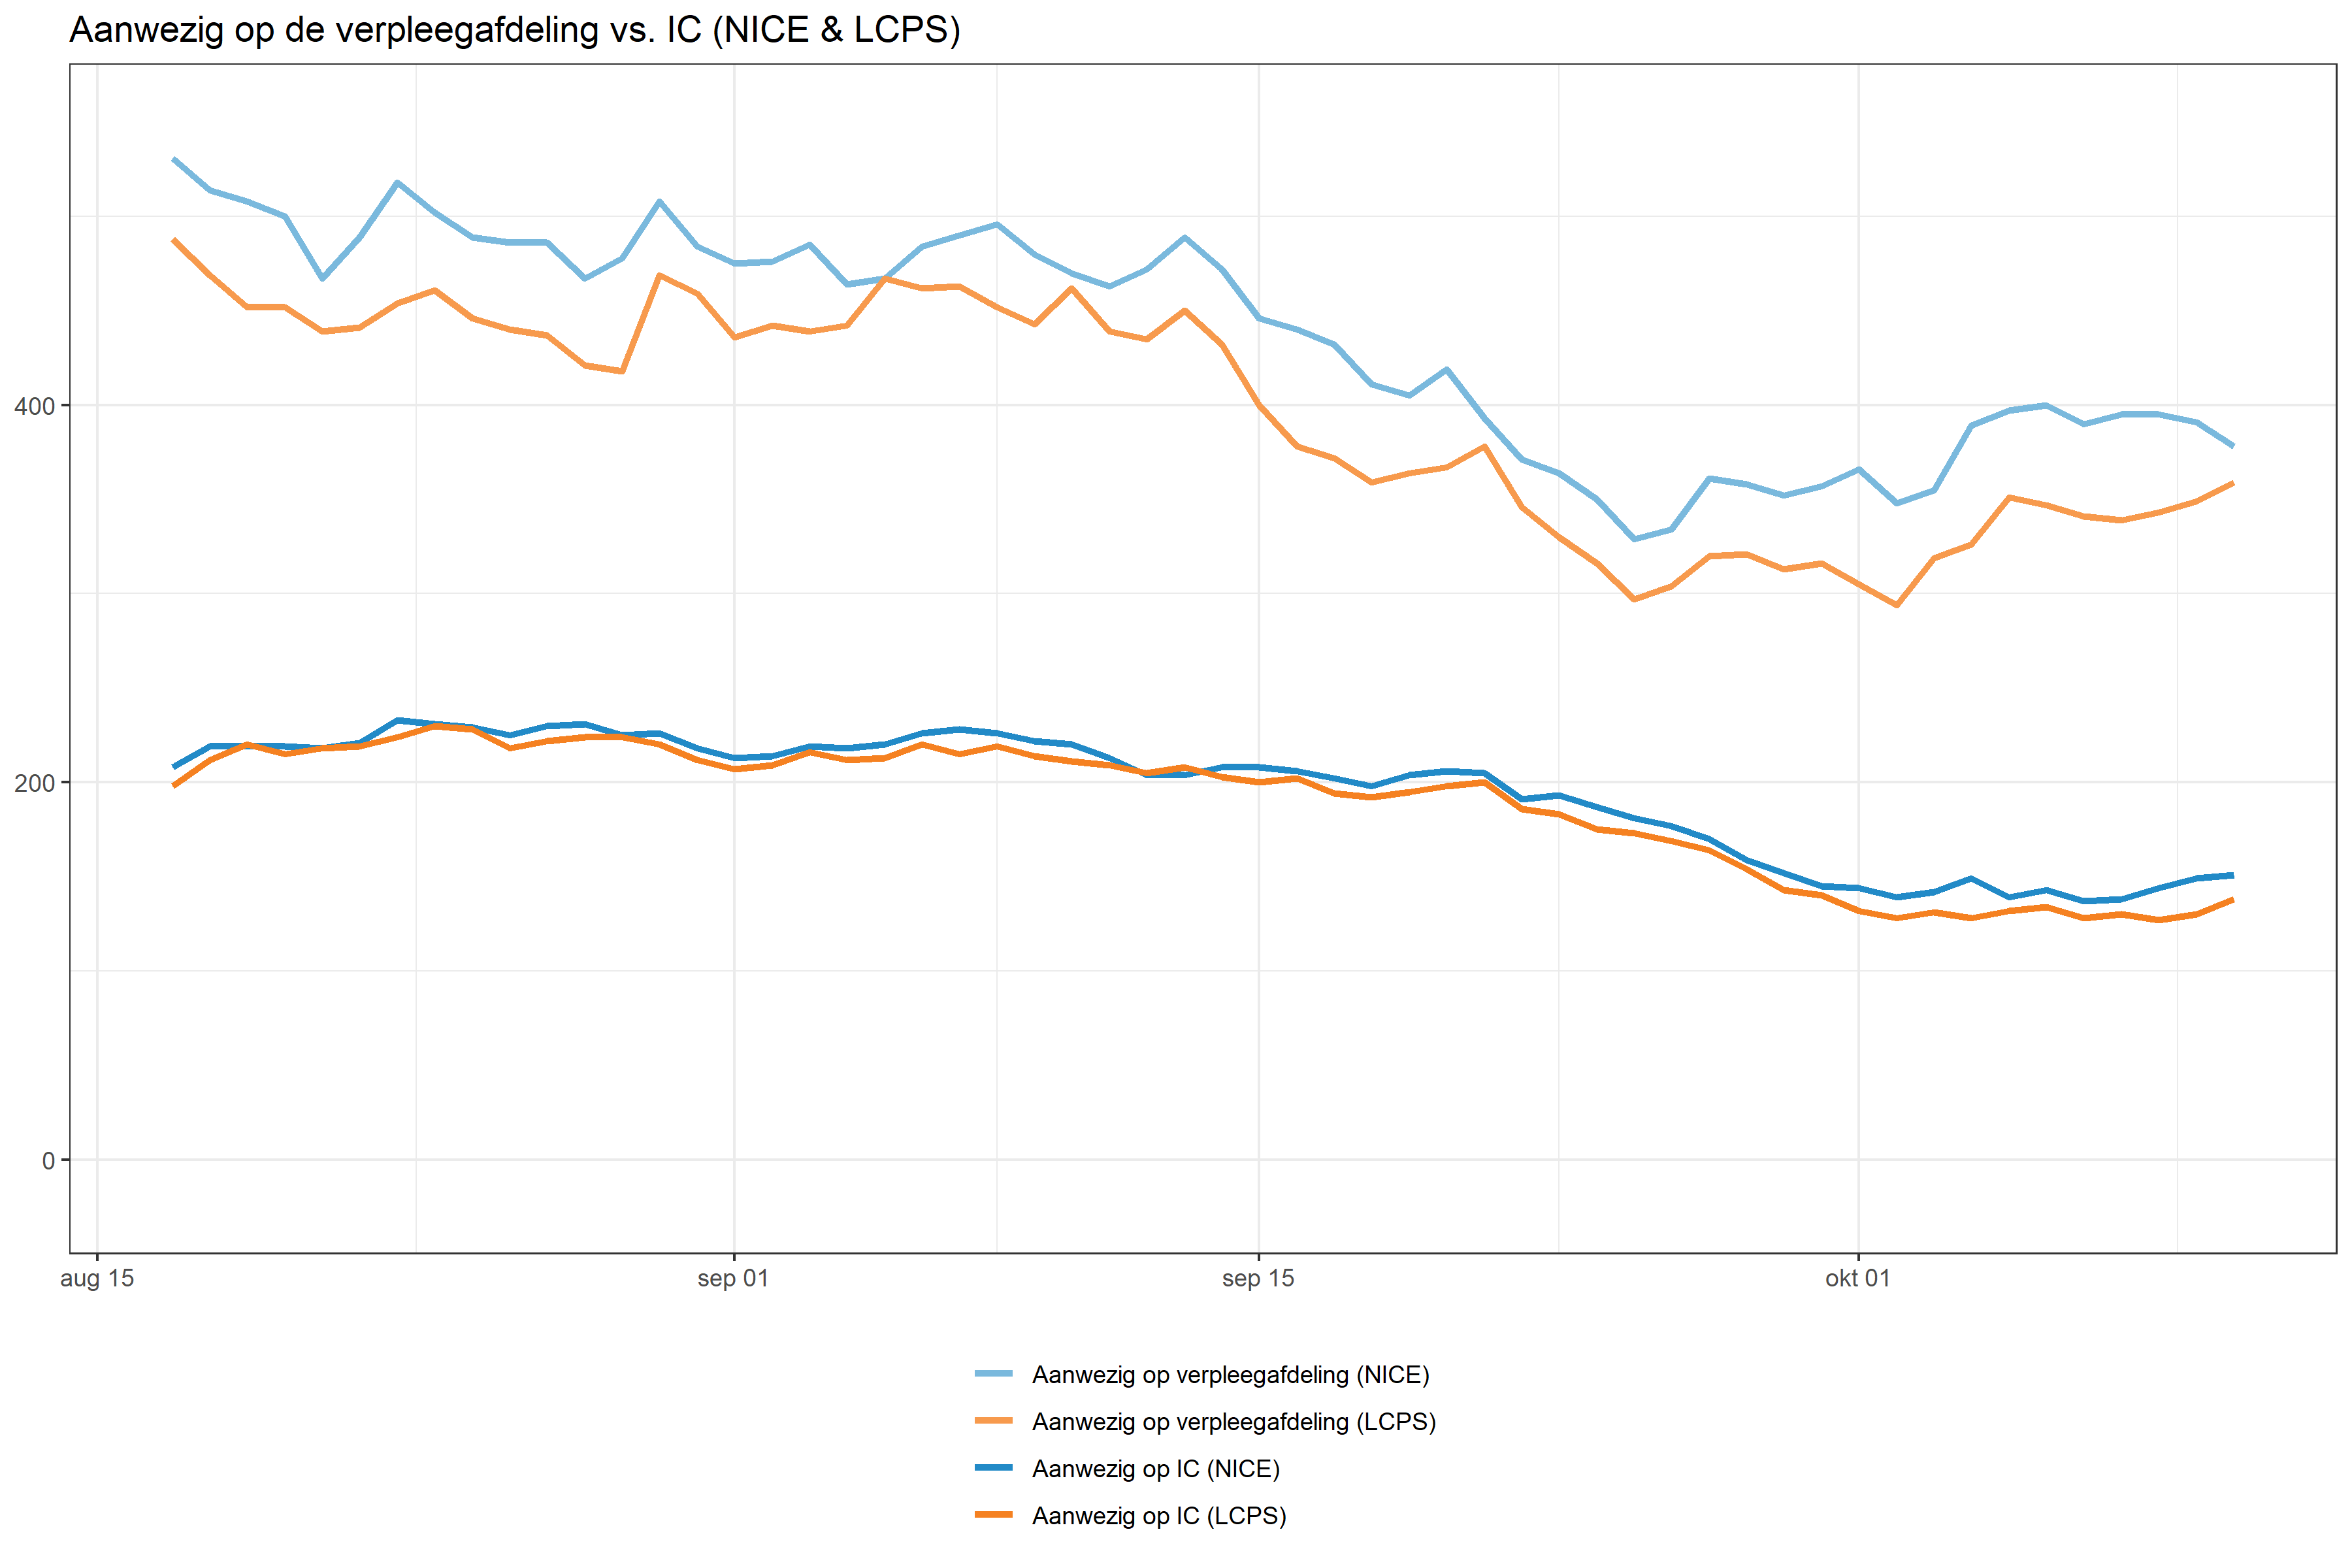 Aanwezig op de verpleegafdeling vs. IC (NICE & LCPS)
400
200
0
aug 15 sep 01 sep 15 okt 01
Aanwezig op verpleegafdeling (NICE)
Aanwezig op verpleegafdeling (LCPS)
Aanwezig op IC (NICE)
Aanwezig op IC (LCPS)